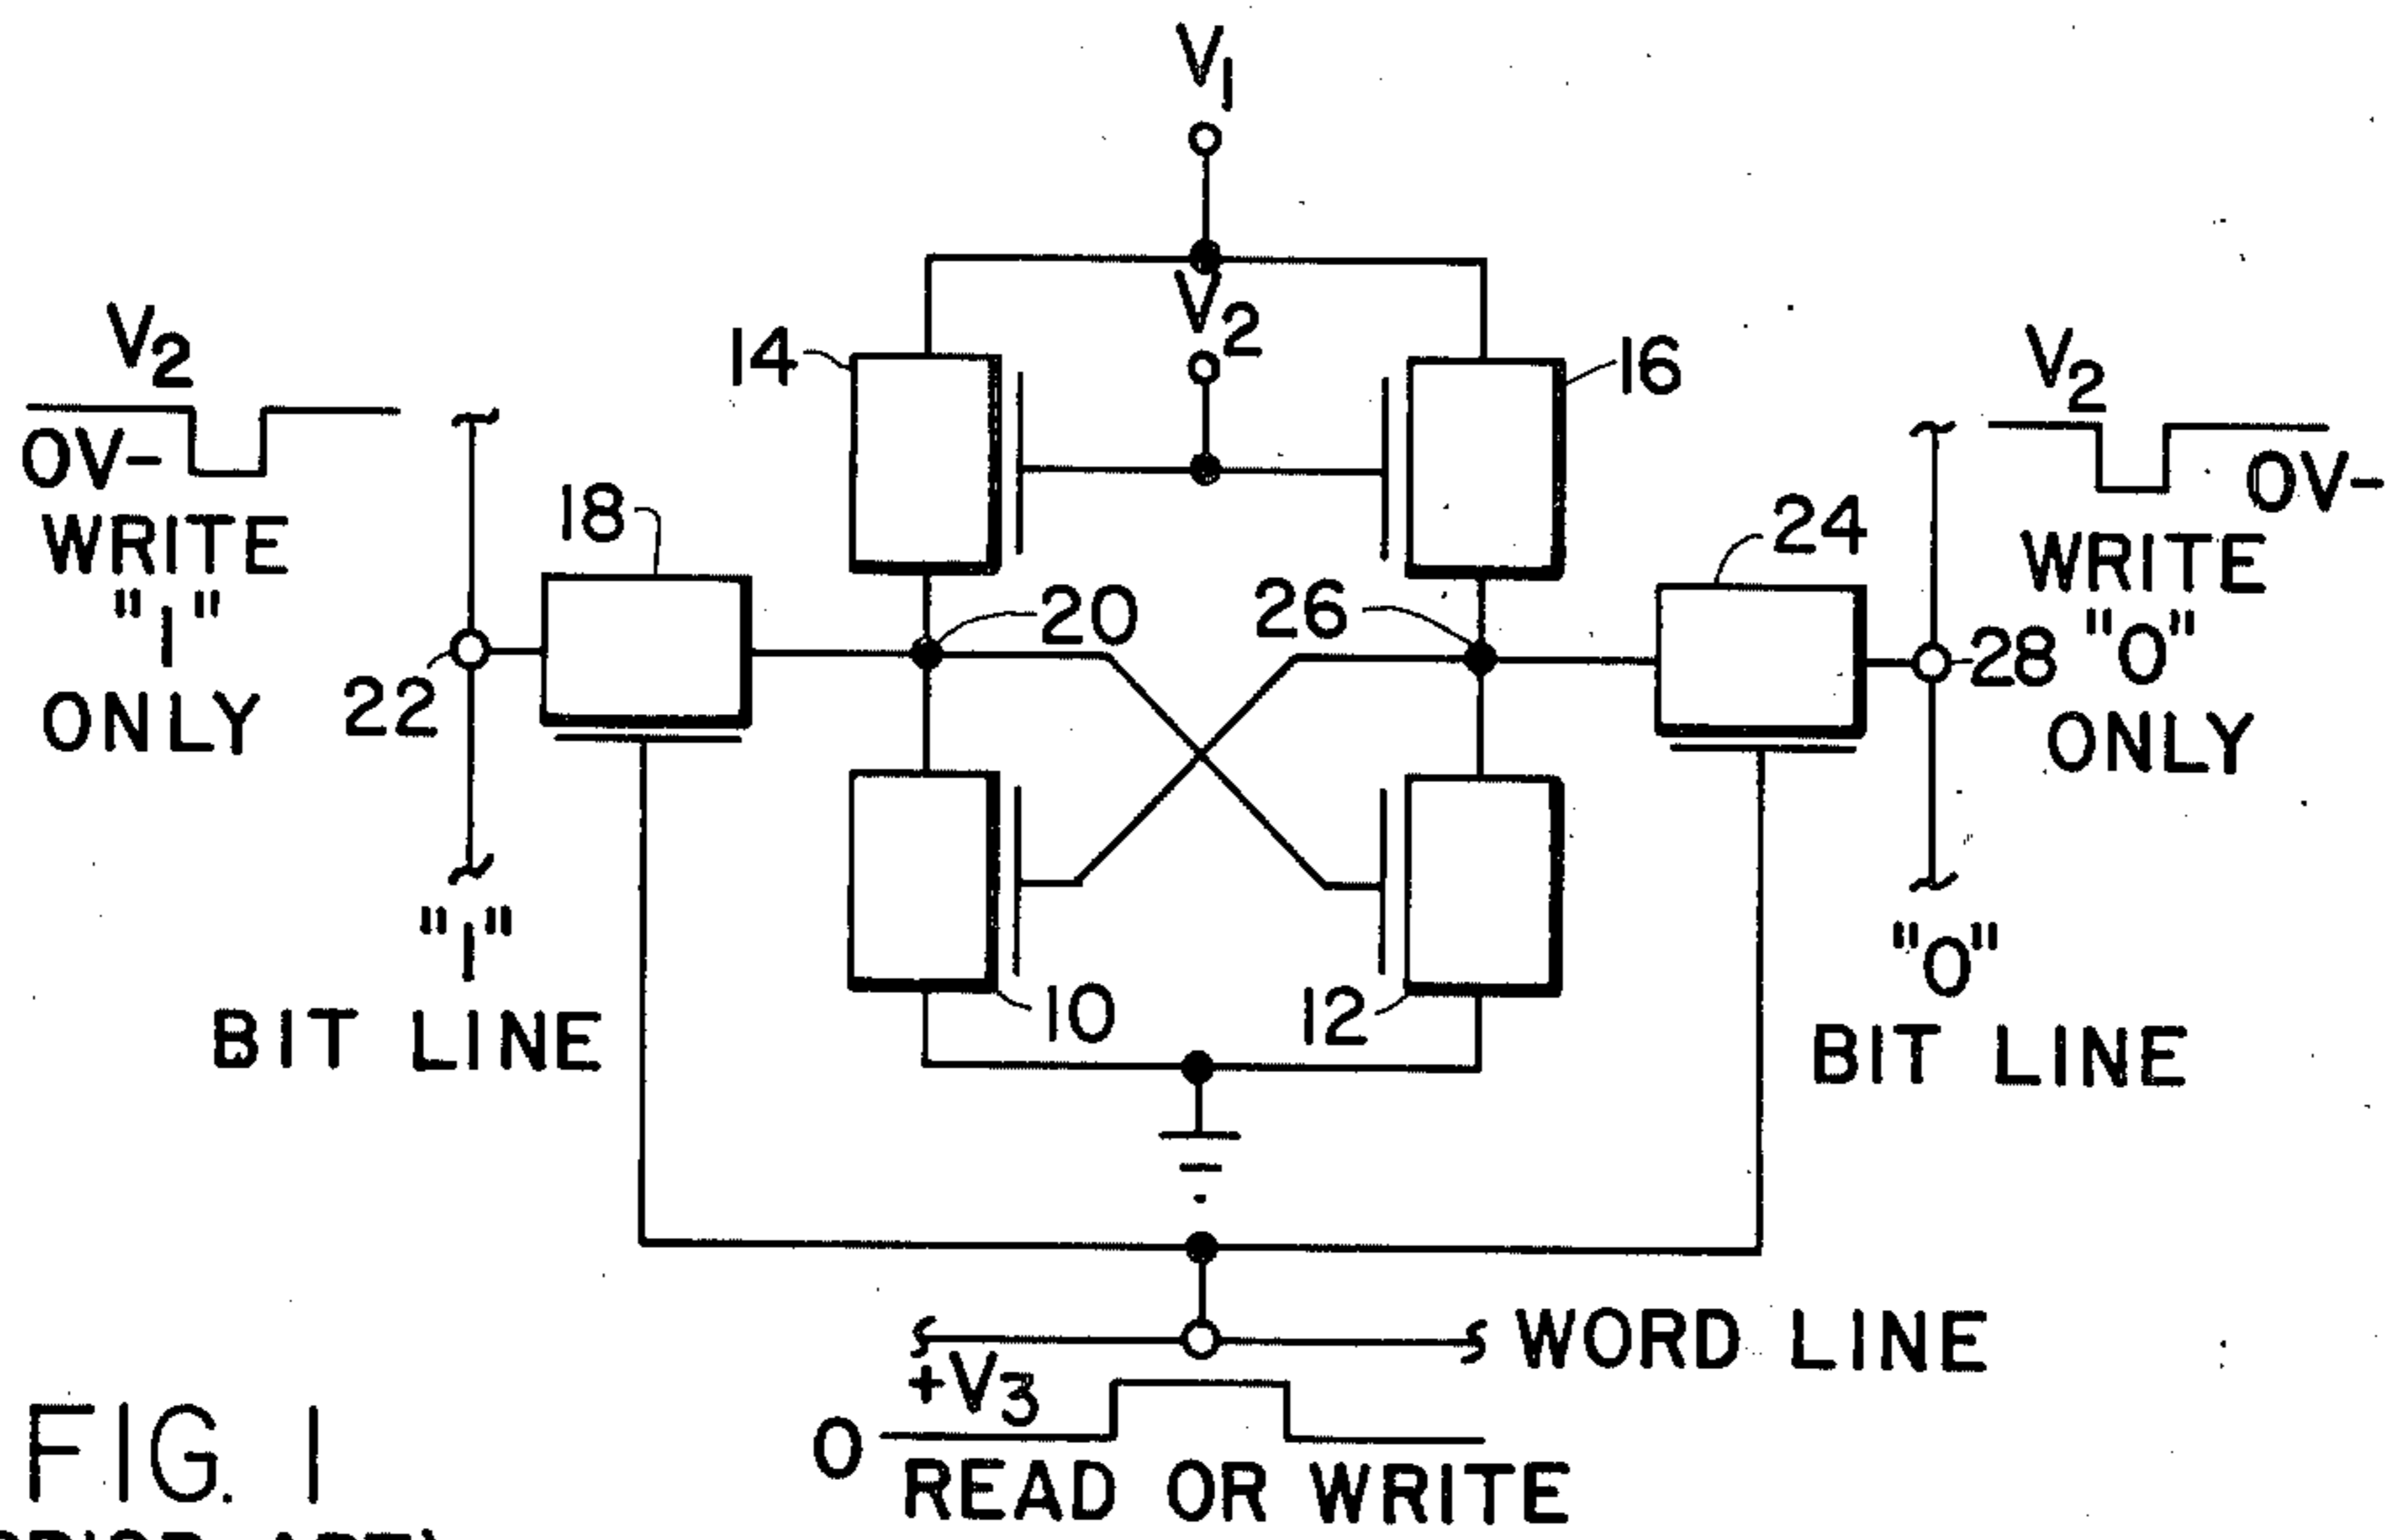 V1
V2
V2
0V-
WRITE
"1"
ONLY
14
16
V2
0V-
WRITE
"0"
ONLY
18
24
20
26
22
28
10
12
"1"
BIT LINE
"0"
BIT LINE
WORD LINE
+V3
0
READ OR WRITE
FIG. 1